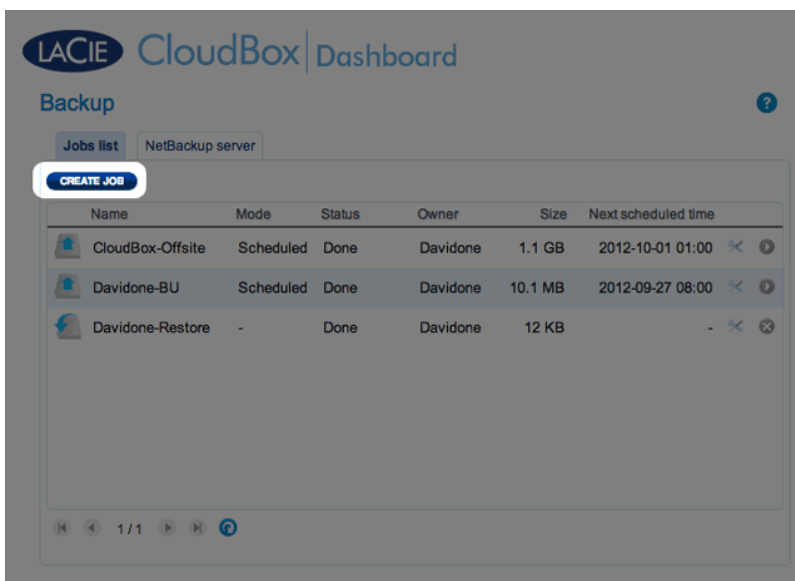 LACIE CloudBox Dashboard
Backup
?
Jobs list NetBackup server
CREATE JOB
Name Mode Status Owner Size Next scheduled time
CloudBox-Offsite Scheduled Done Davidone 1.1 GB 2012-10-01 01:00
Davidone-BU Scheduled Done Davidone 10.1 MB 2012-09-27 08:00
Davidone-Restore - Done Davidone 12 KB -
1/1